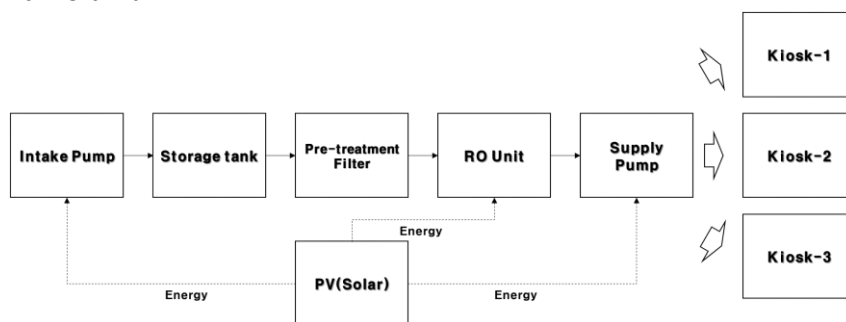 Kiosk-1
Intake Pump
Storage tank
Pre-treatment
Filter
RO Unit
Supply
Pump
Kiosk-2
Energy
PV(Solar)
Energy
Energy
Kiosk-3